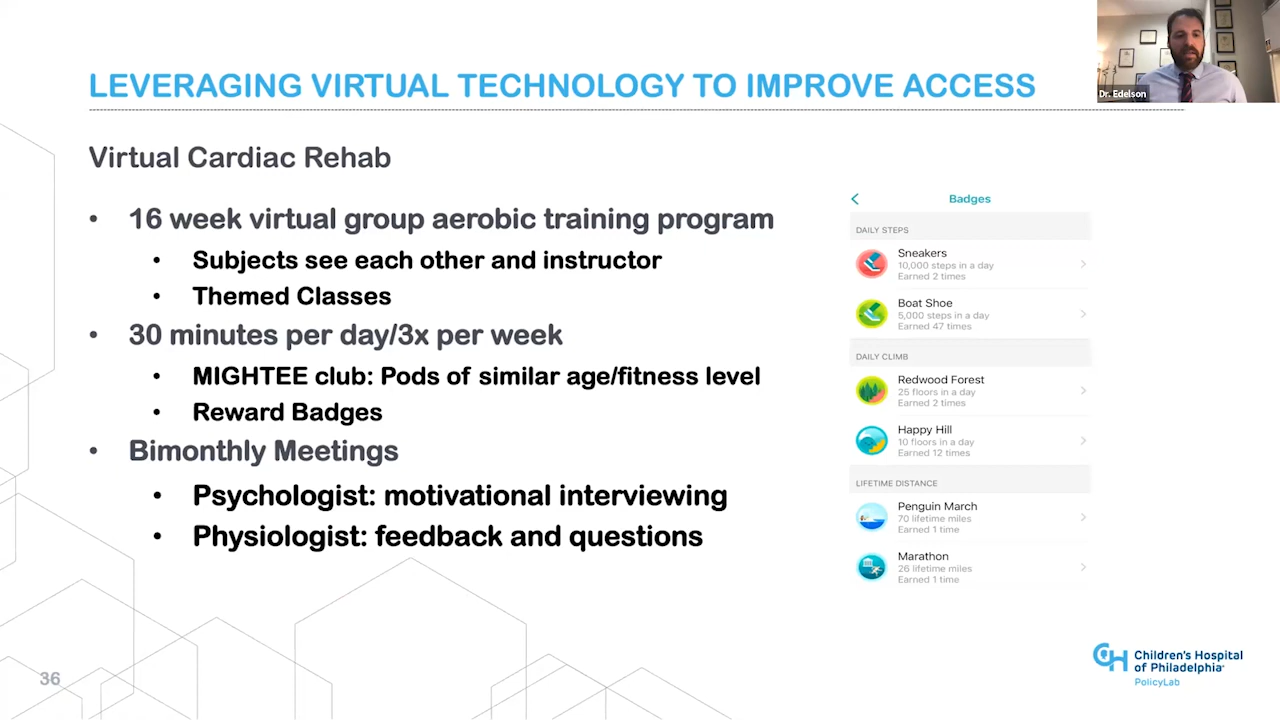 LEVERAGING VIRTUAL TECHNOLOGY TO IMPROVE ACCESS
Dr. Edelson
Virtual Cardiac Rehab
• 16 week virtual group aerobic training program
• Subjects see each other and instructor
• Themed Classes
• 30 minutes per day/3x per week
• MIGHTEE club: Pods of similar age/fitness level
• Reward Badges
• Bimonthly Meetings
• Psychologist: motivational interviewing
• Physiologist: feedback and questions
Badges
DAILY STEPS
Sneakers
10,000 steps in a day
Earned 2 times
Boat Shoe
5,000 steps in a day
Earned 47 times
DAILY CLIMB
Redwood Forest
25 floors in a day
Earned 2 times
Happy Hill
10 floors in a day
Earned 12 times
LIFETIME DISTANCE
Penguin March
70 lifetime miles
Earned 1 time
Marathon
26 lifetime miles
Earned 1 time
36
CH Children's Hospital
of Philadelphia
PolicyLab